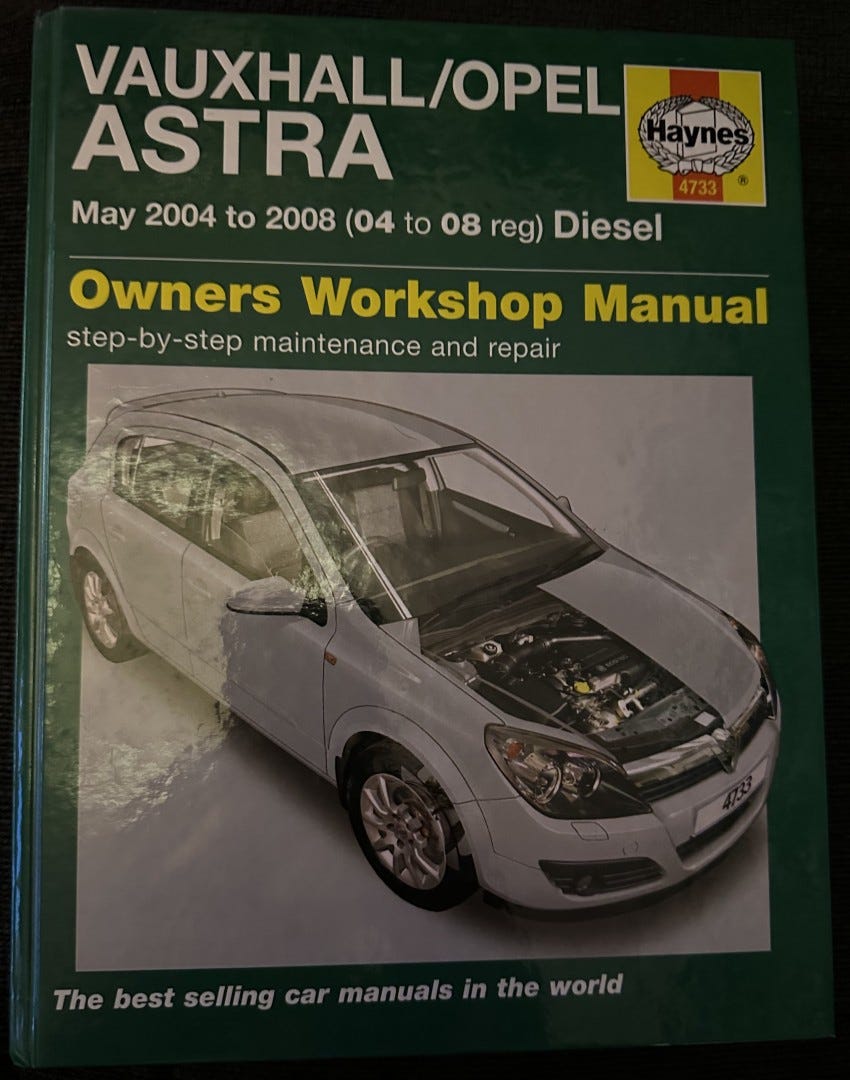 VAUXHALL/OPEL
ASTRA
Haynes
4733
®
May 2004 to 2008 (04 to 08 reg) Diesel
Owners Workshop Manual
step-by-step maintenance and repair
4733
The best selling car manuals in the world